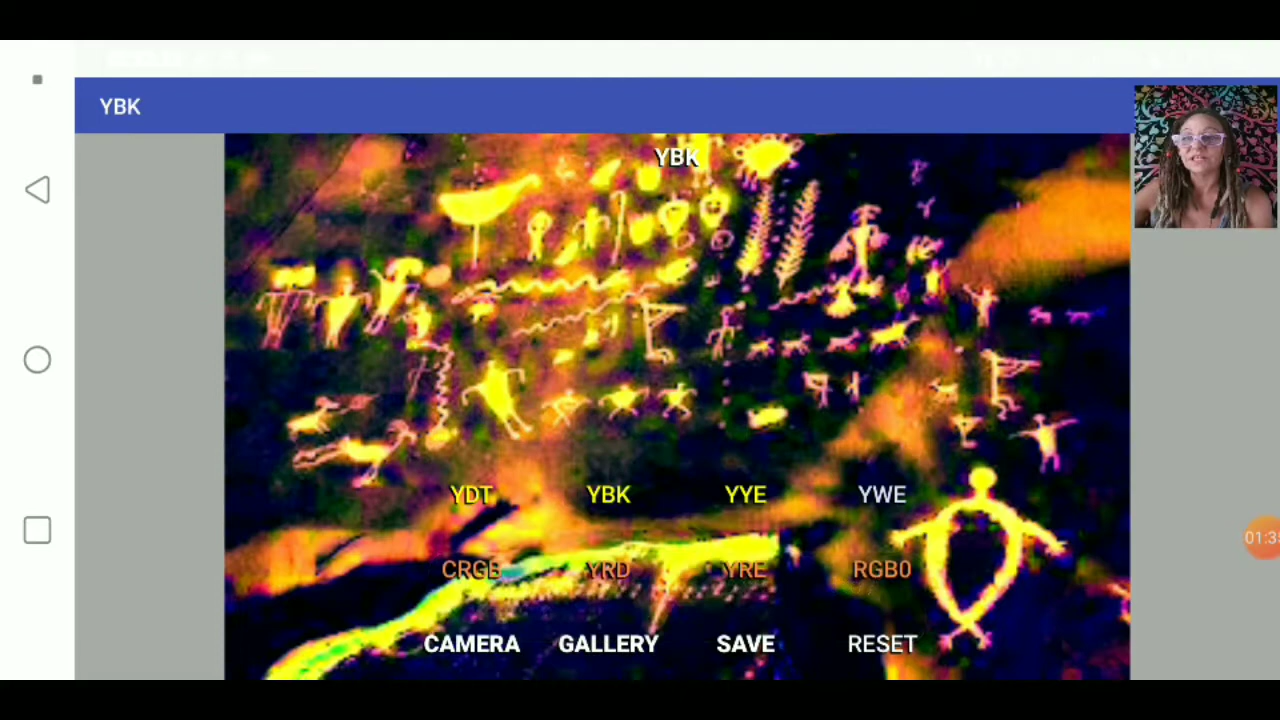 YBK
YBK
YDT YBK YYE YWE
CRGB YRD YRE RGB0
CAMERA GALLERY SAVE RESET